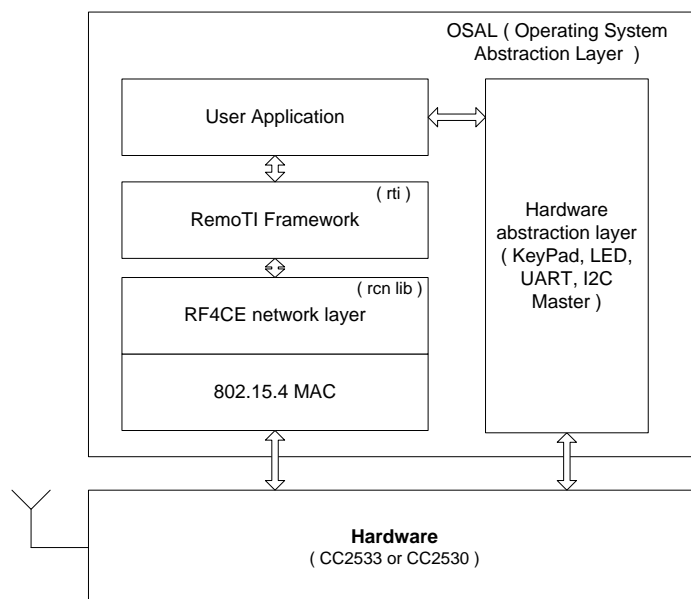 OSAL ( Operating System
Abstraction Layer )
User Application
( rti )
RemoTI Framework
( rcn lib )
RF4CE network layer
802.15.4 MAC
Hardware
abstraction layer
( KeyPad, LED,
UART, I2C
Master )
Hardware
( CC2533 or CC2530 )